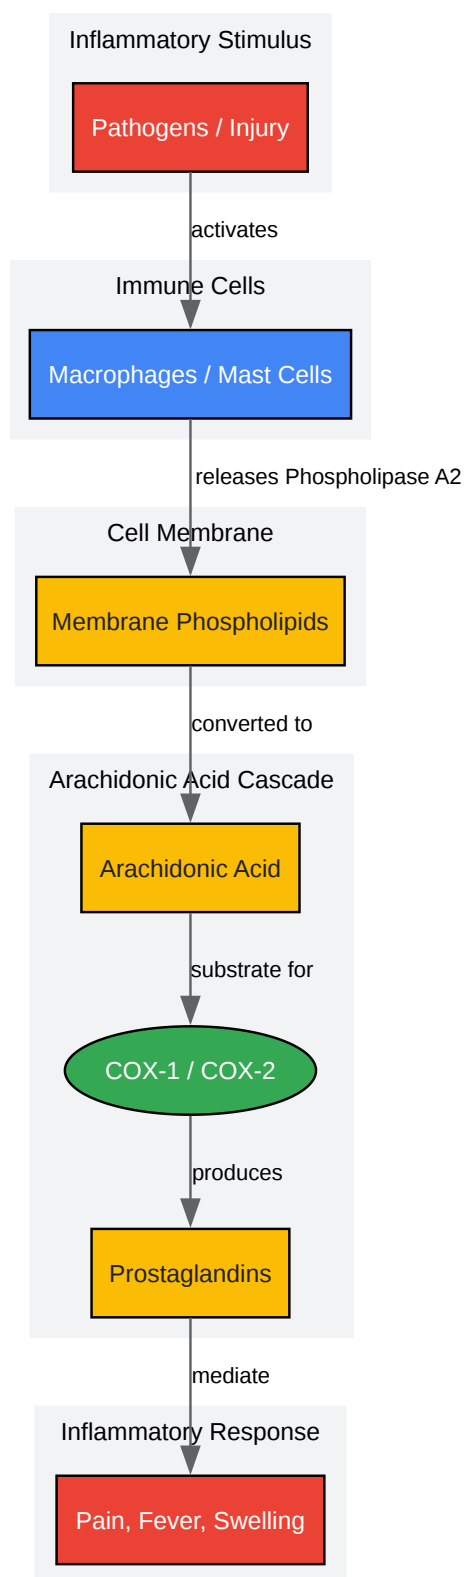 Inflammatory Stimulus
Pathogens / Injury
activates
Immune Cells
Macrophages / Mast Cells
releases Phospholipase A2
Cell Membrane
Membrane Phospholipids
converted to
Arachidonic Acid Cascade
Arachidonic Acid
substrate for
COX-1 / COX-2
produces
Prostaglandins
mediate
Inflammatory Response
Pain, Fever, Swelling